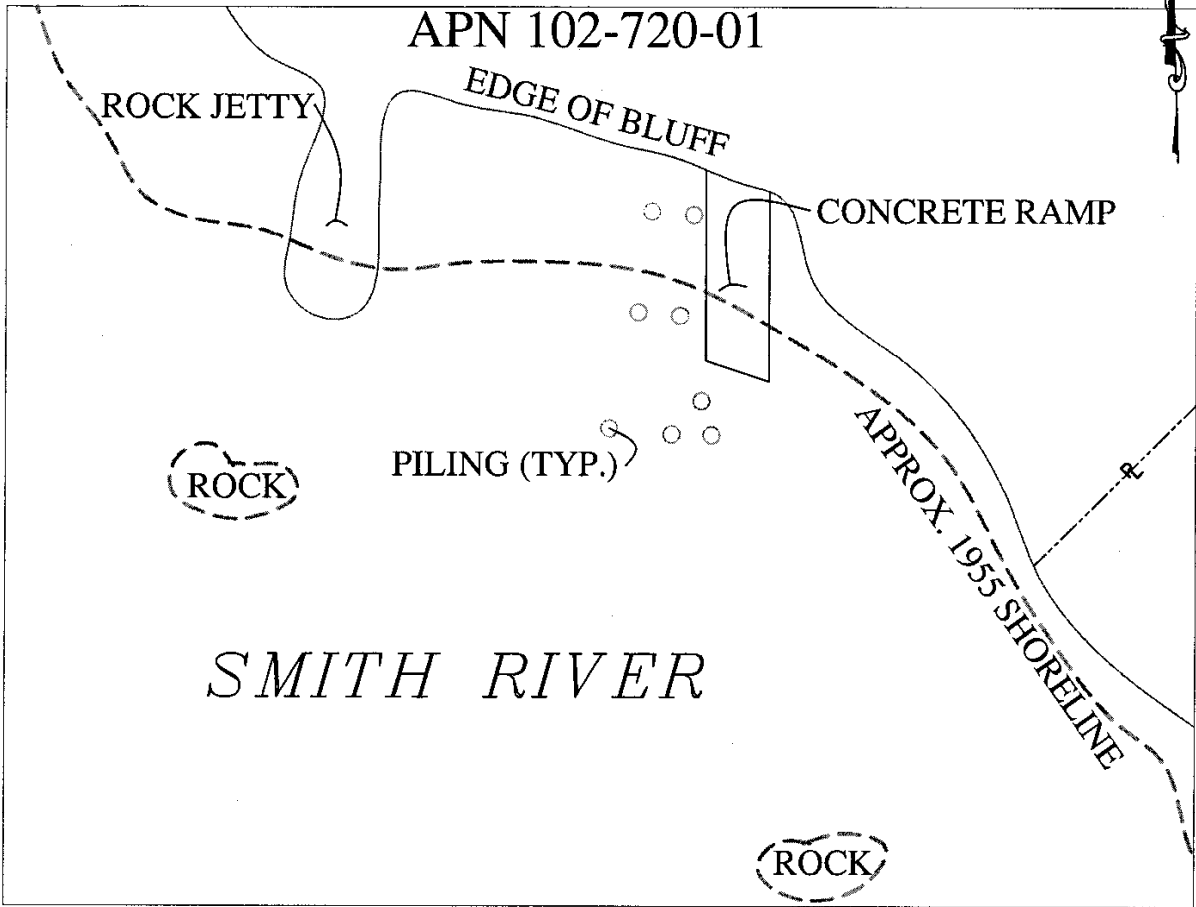 APN 102-720-01
EDGE OF BLUFF
ROCK JETTY
CONCRETE RAMP
PILING (TYP.)
ROCK
APPROX. 1955 SHORELINE
PL
SMITH RIVER
ROCK